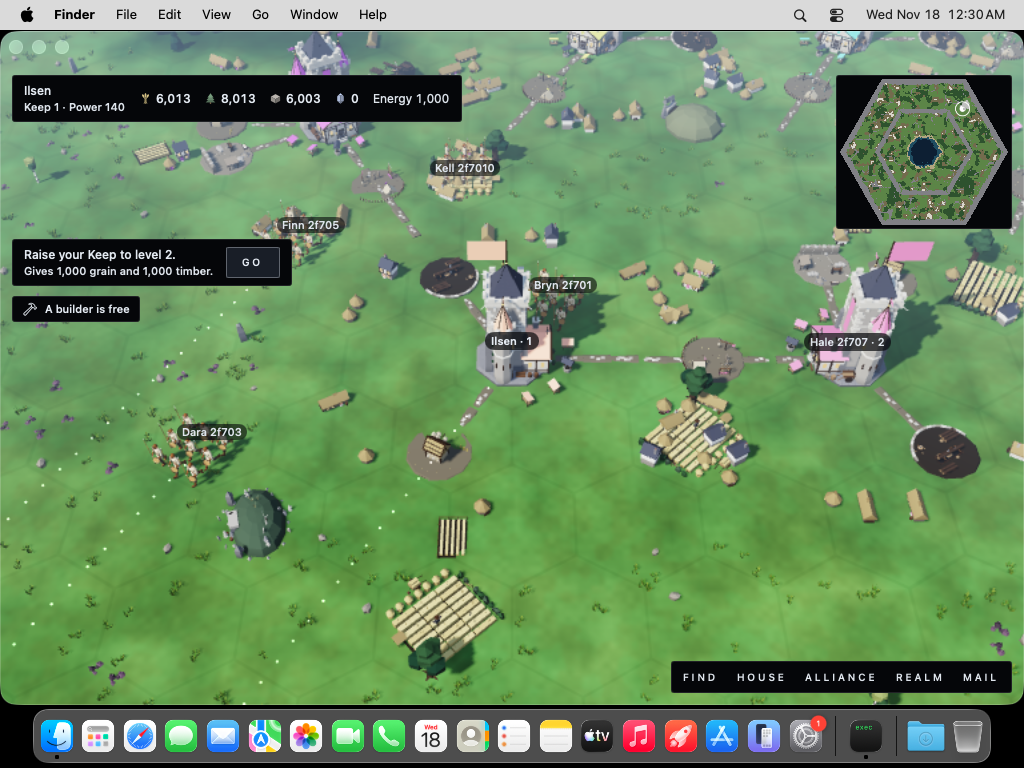 Finder File Edit View Go Window Help Wed Nov 18 12:30 AM
Ilsen
Keep 1 · Power 140
6,013 8,013 6,003 0 Energy 1,000
Kell 2f7010
Finn 2f705
Raise your Keep to level 2.
Gives 1,000 grain and 1,000 timber.
GO
A builder is free
Bryn 2f701
Ilsen · 1
Hale 2f707 · 2
Dara 2f703
FIND HOUSE ALLIANCE REALM MAIL
Wed
18
tv
1
exec